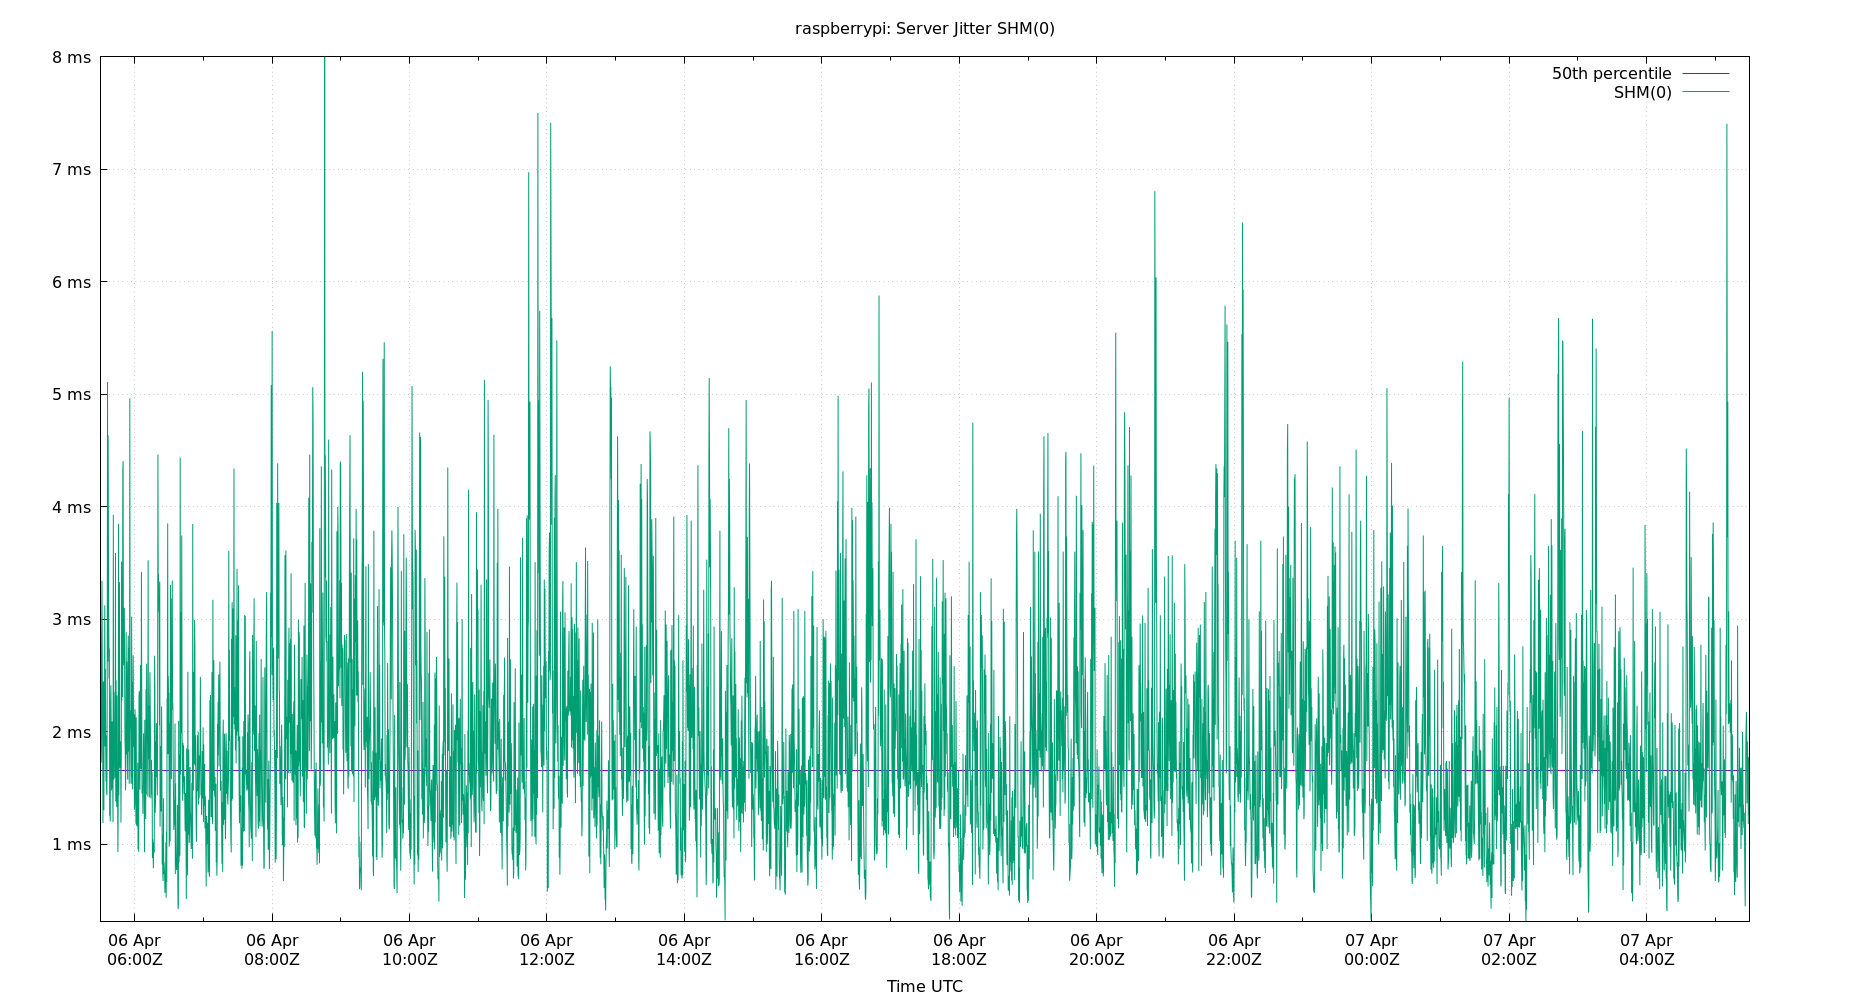 raspberrypi: Server Jitter SHM(0)
50th percentile
SHM(0)
8 ms
7 ms
6 ms
5 ms
4 ms
3 ms
2 ms
1 ms
06 Apr 06 Apr 06 Apr 06 Apr 06 Apr 06 Apr 06 Apr 06 Apr 06 Apr 07 Apr 07 Apr 07 Apr
06:00Z 08:00Z 10:00Z 12:00Z 14:00Z 16:00Z 18:00Z 20:00Z 22:00Z 00:00Z 02:00Z 04:00Z
Time UTC